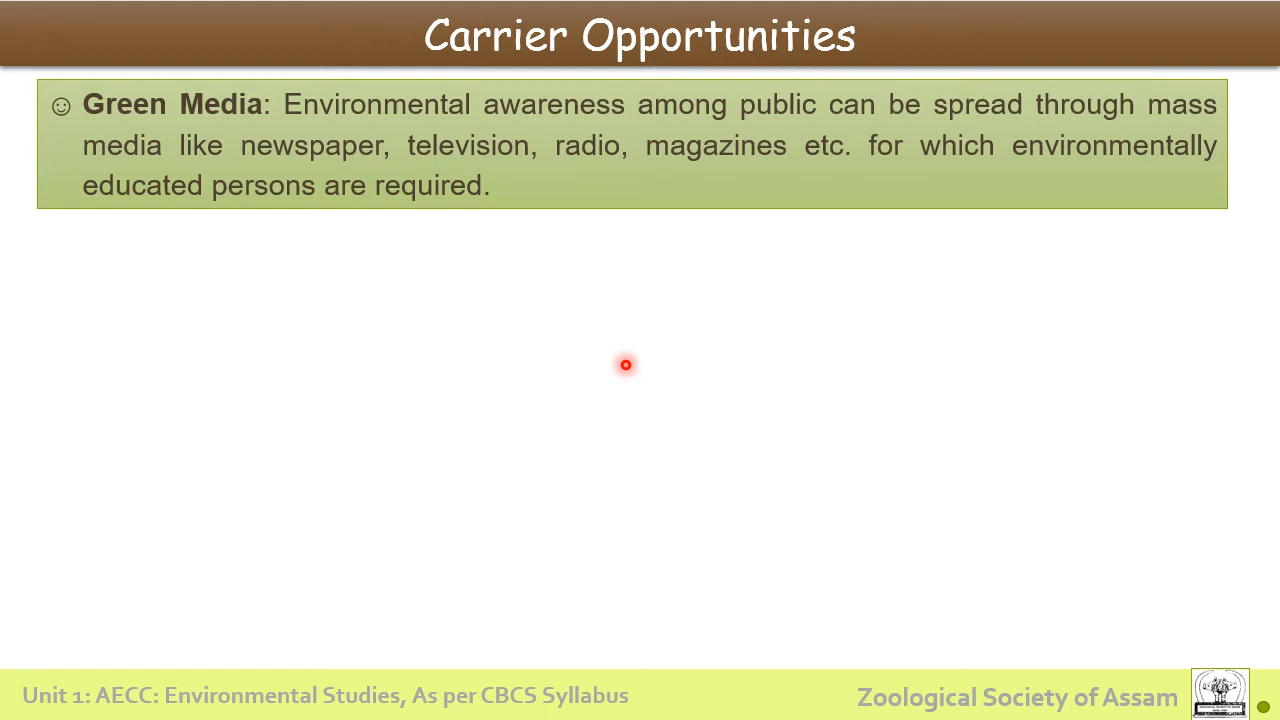 Carrier Opportunities
☺ Green Media: Environmental awareness among public can be spread through mass
media like newspaper, television, radio, magazines etc. for which environmentally
educated persons are required.
Unit 1: AECC: Environmental Studies, As per CBCS Syllabus
Zoological Society of Assam